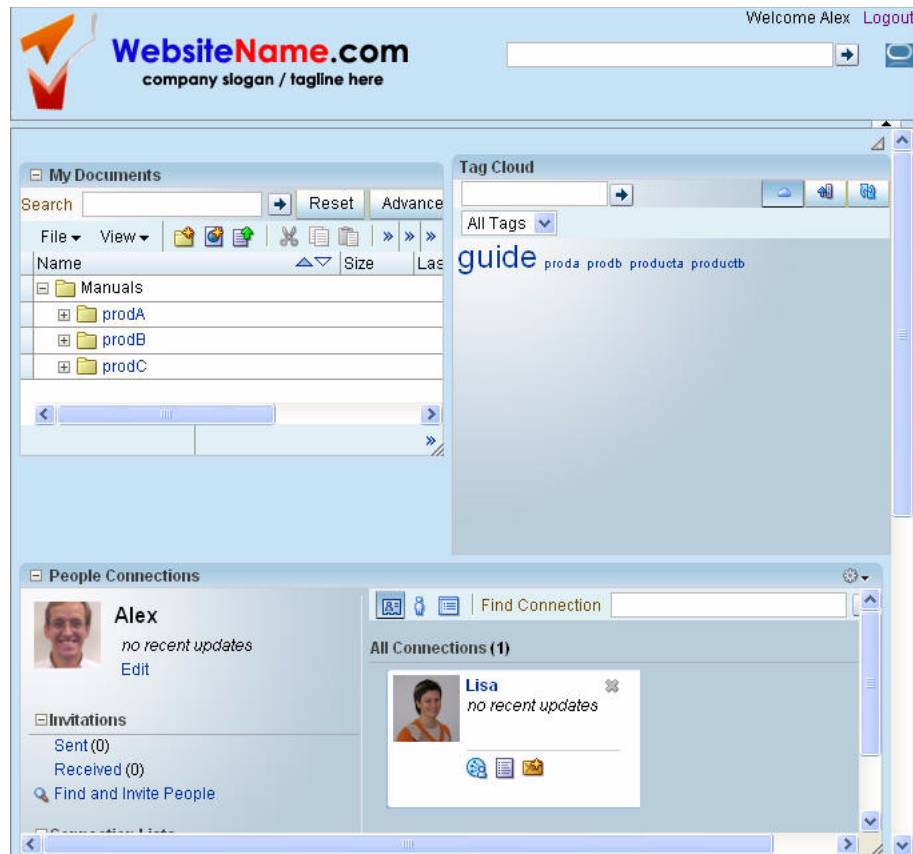 Welcome Alex Logout
WebsiteName.com
company slogan / tagline here
My Documents
Search Reset Advance
File View » » »
Name Size Las
Manuals
prodA
prodB
prodC
»
Tag Cloud
All Tags
guide proda prodb producta productb
People Connections
Alex
no recent updates
Edit
Invitations
Sent (0)
Received (0)
Find and Invite People
Find Connection
All Connections (1)
Lisa
no recent updates